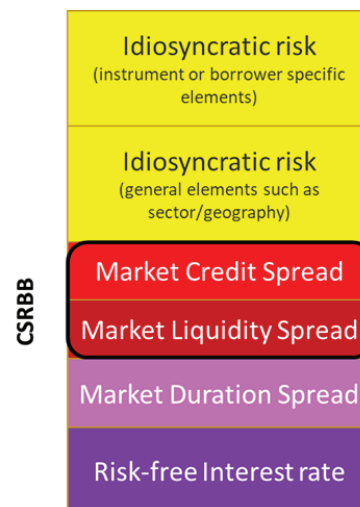 Idiosyncratic risk
(instrument or borrower specific
elements)
Idiosyncratic risk
(general elements such as
sector/geography)
CSRBB
Market Credit Spread
Market Liquidity Spread
Market Duration Spread
Risk-free Interest rate